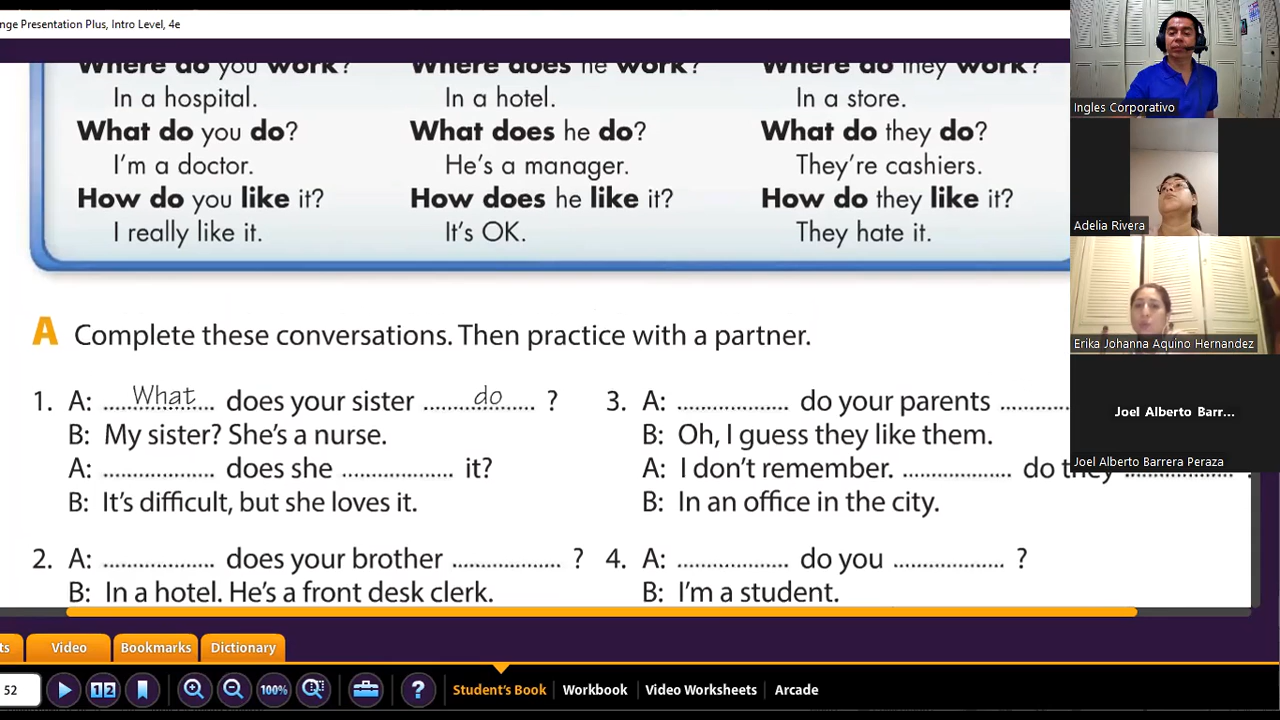 nge Presentation Plus, Intro Level, 4e
Where do you work? Where does he work? Where do they work?
In a hospital. In a hotel. In a store.
What do you do? What does he do? What do they do?
I'm a doctor. He's a manager. They're cashiers.
How do you like it? How does he like it? How do they like it?
I really like it. It's OK. They hate it.
A Complete these conversations. Then practice with a partner.
1. A: What does your sister do ?
B: My sister? She's a nurse.
A: .................... does she .................... it?
B: It's difficult, but she loves it.
2. A: .................... does your brother .................... ?
B: In a hotel. He's a front desk clerk.
3. A: .................... do your parents ............
B: Oh, I guess they like them.
A: I don't remember. .................... do they .................... ?
B: In an office in the city.
4. A: .................... do you .................... ?
B: I'm a student.
Ingles Corporativo
Adelia Rivera
Erika Johanna Aquino Hernandez
Joel Alberto Barr...
Joel Alberto Barrera Peraza
ts Video Bookmarks Dictionary
52 12 100% ? Student's Book Workbook Video Worksheets Arcade